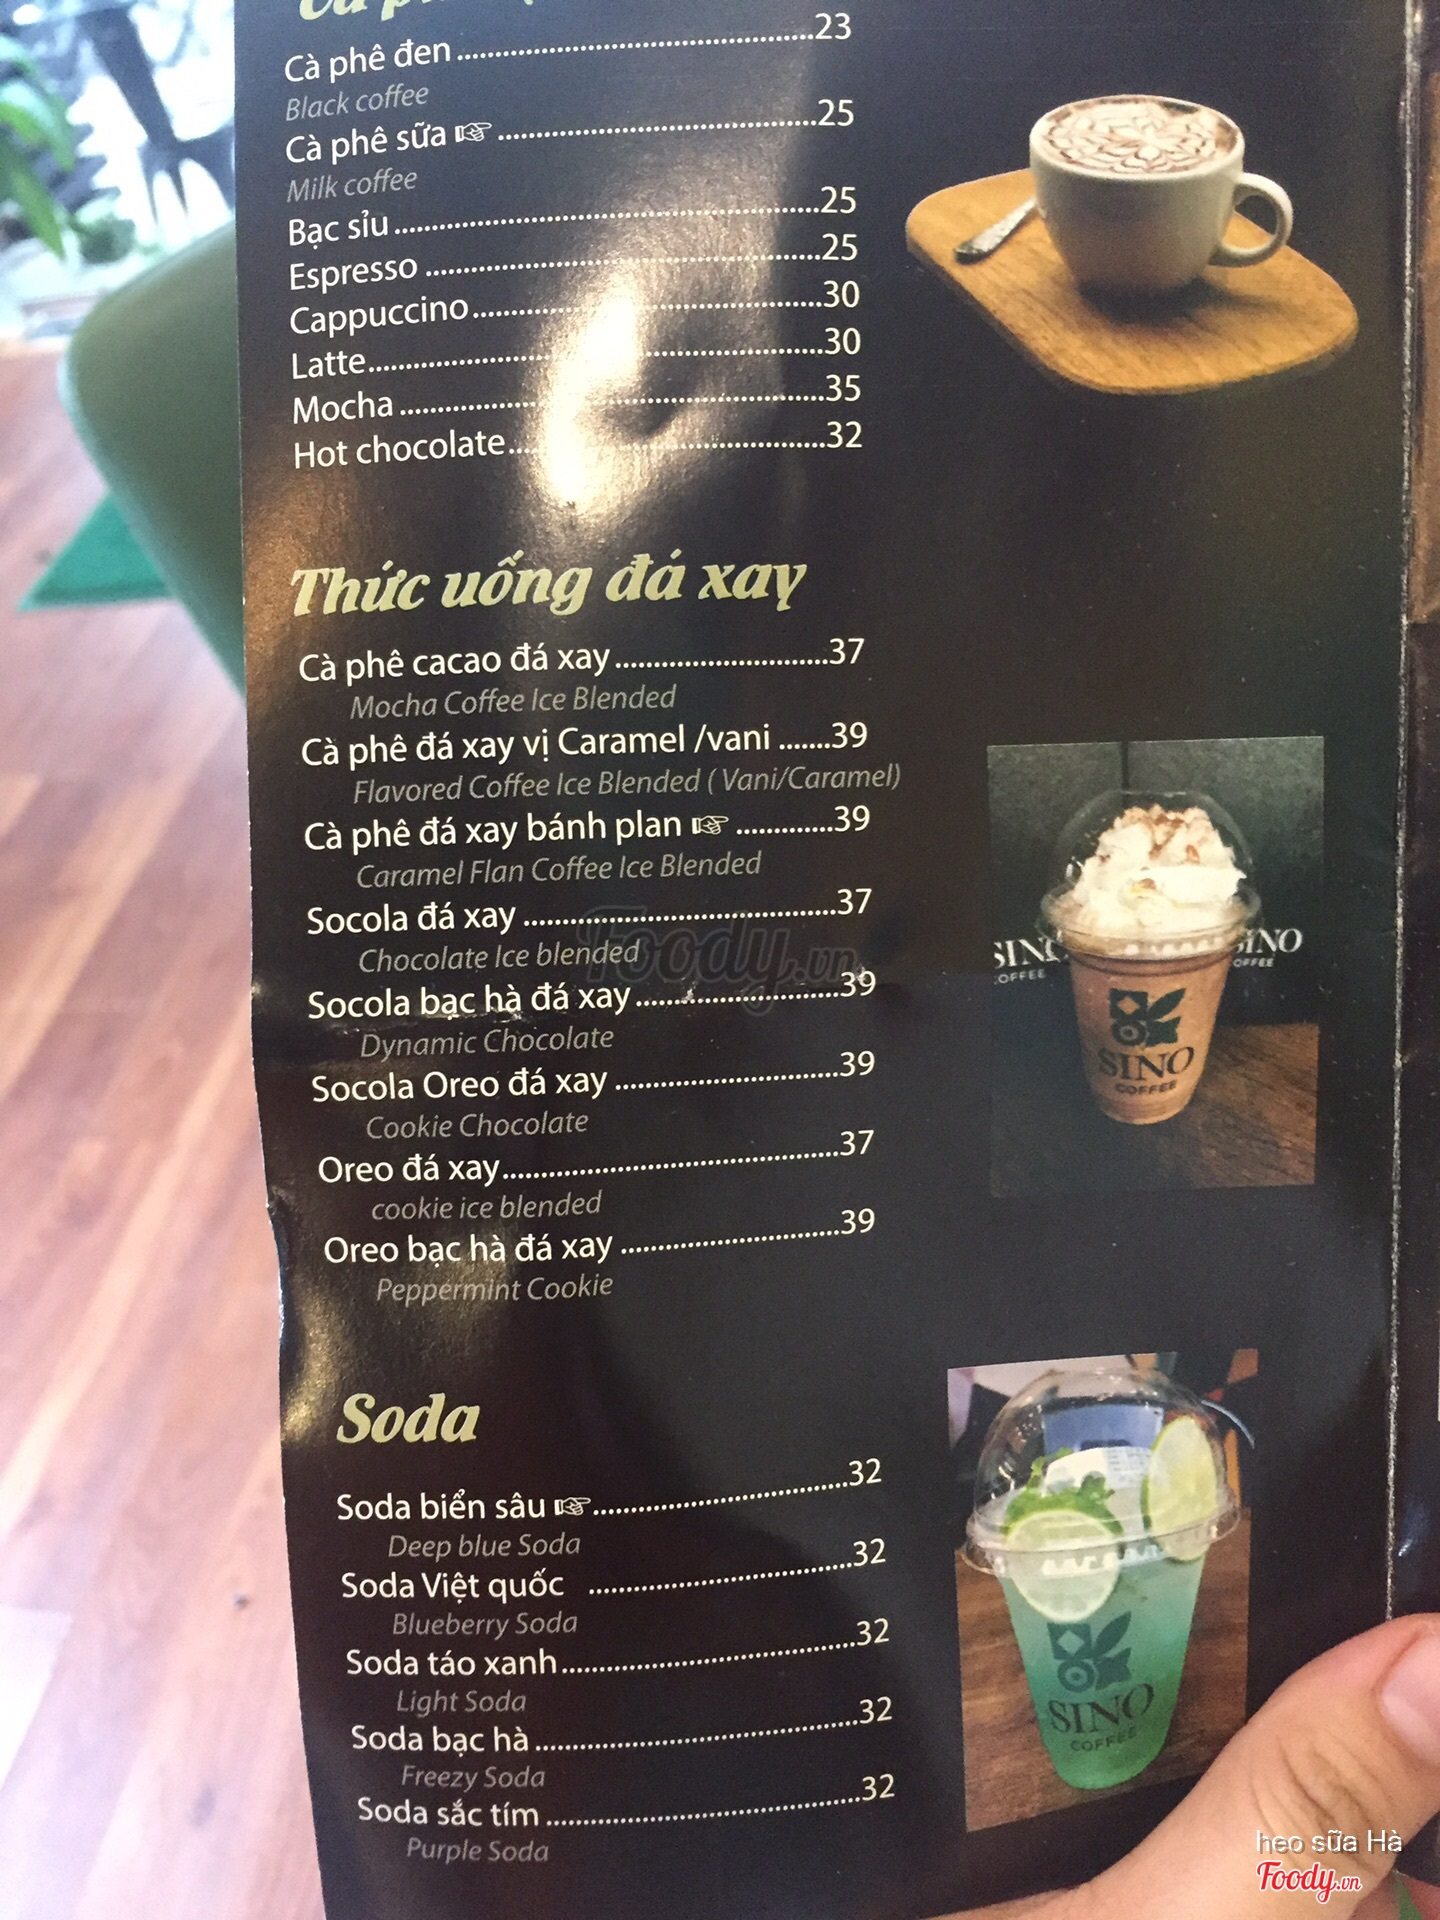 Cà phê đen 23
Black coffee
Cà phê sữa ☞ 25
Milk coffee
Bạc sỉu 25
Espresso 25
Cappuccino 30
Latte 30
Mocha 35
Hot chocolate 32
Thức uống đá xay
Cà phê cacao đá xay 37
Mocha Coffee Ice Blended
Cà phê đá xay vị Caramel /vani 39
Flavored Coffee Ice Blended ( Vani/Caramel)
Cà phê đá xay bánh plan ☞ 39
Caramel Flan Coffee Ice Blended
Socola đá xay 37
Chocolate Ice blended
Socola bạc hà đá xay 39
Dynamic Chocolate
Socola Oreo đá xay 39
Cookie Chocolate
Oreo đá xay 37
cookie ice blended
Oreo bạc hà đá xay 39
Peppermint Cookie
Soda
Soda biển sâu ☞ 32
Deep blue Soda
Soda Việt quốc 32
Blueberry Soda
Soda táo xanh 32
Light Soda
Soda bạc hà 32
Freezy Soda
Soda sắc tím 32
Purple Soda
SINO
COFFEE
SINO
COFFEE
Foody.vn
heo sữa Hà
Foody.vn